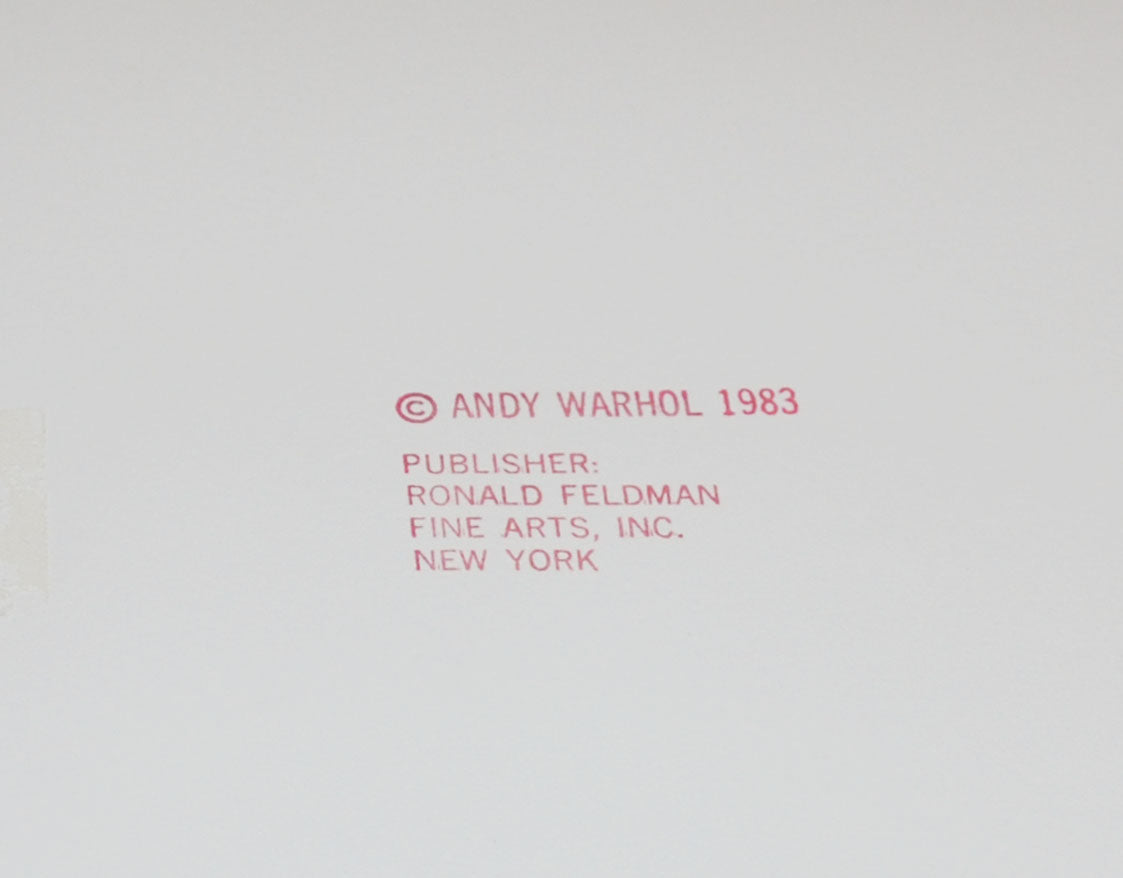 © ANDY WARHOL 1983
PUBLISHER:
RONALD FELDMAN
FINE ARTS, INC.
NEW YORK